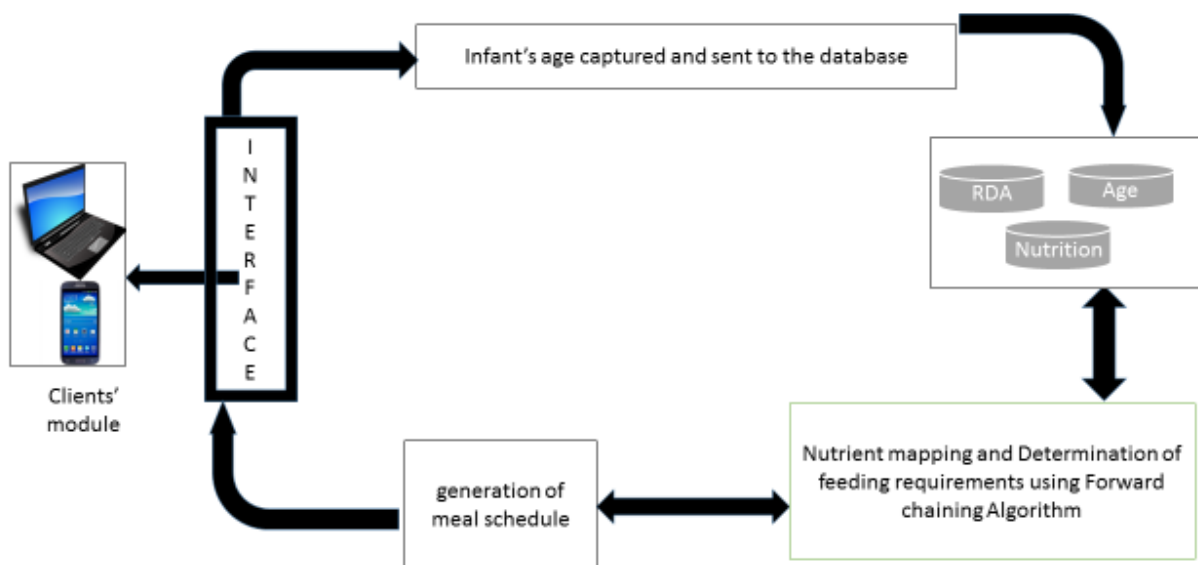 Infant's age captured and sent to the database
INTERFACE
RDA
Age
Nutrition
Clients'
module
generation of
meal schedule
Nutrient mapping and Determination of
feeding requirements using Forward
chaining Algorithm